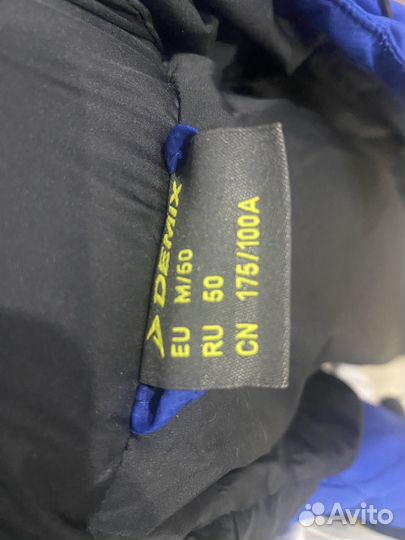 DEMIX
EU M/50
RU 50
CN 175/100A
Avito